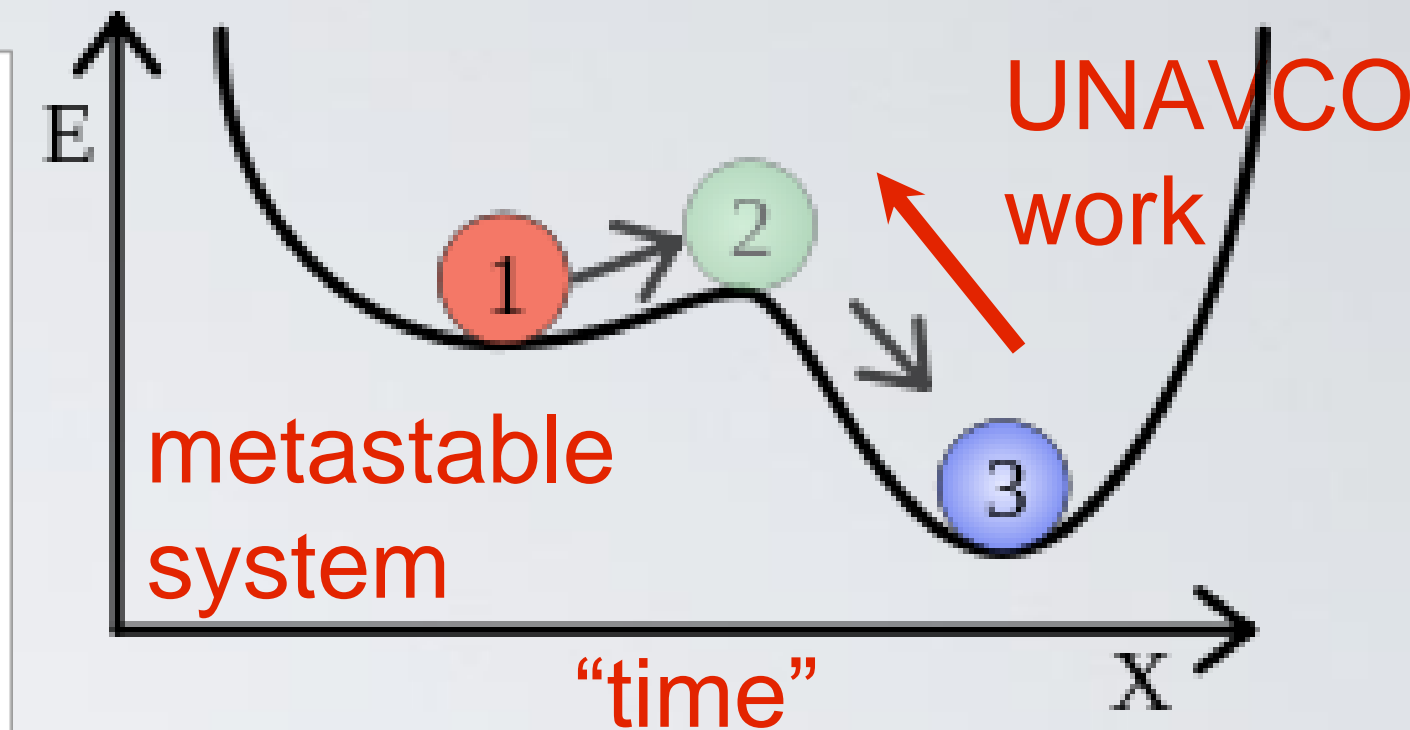 E
UNAVCO
work
1
2
3
metastable
system
“time”
X